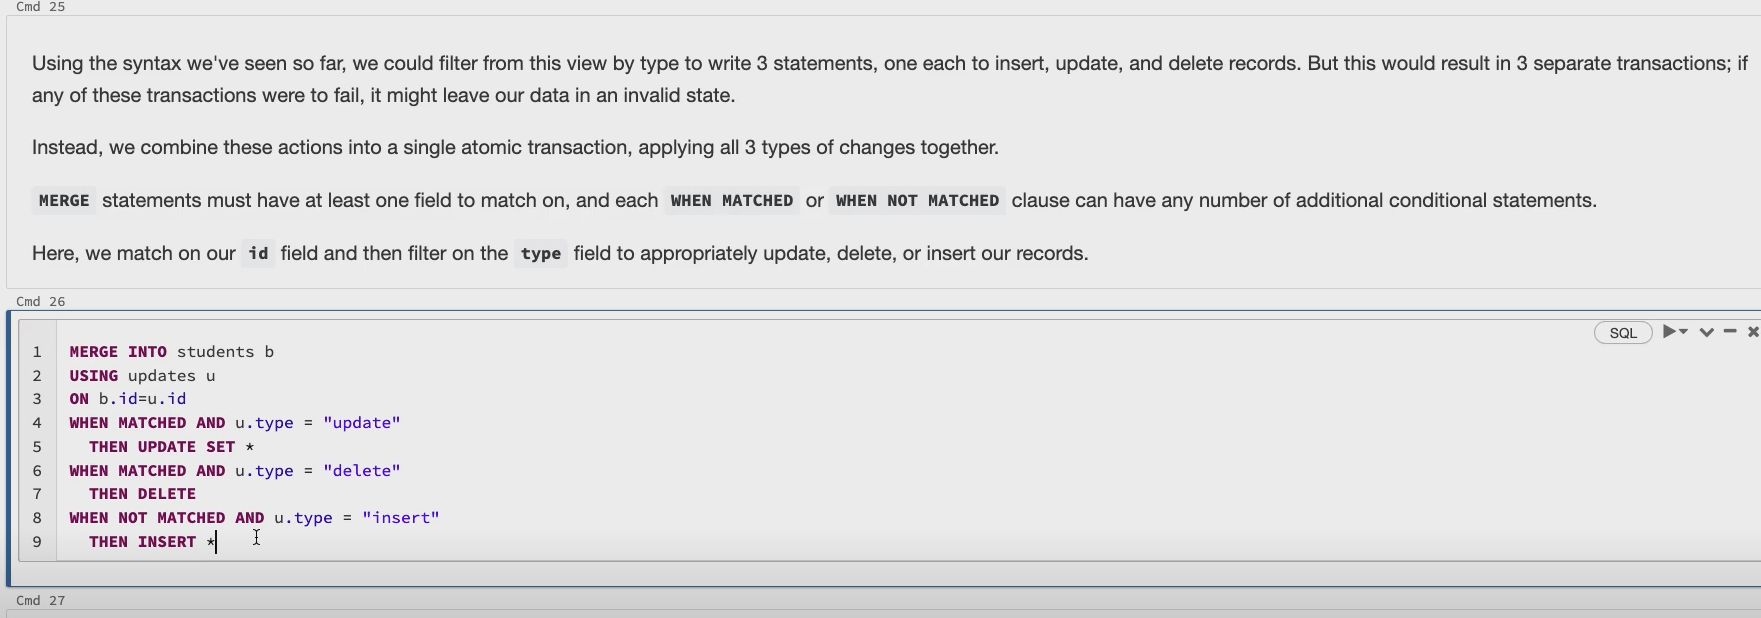 Cmd 25
Using the syntax we've seen so far, we could filter from this view by type to write 3 statements, one each to insert, update, and delete records. But this would result in 3 separate transactions; if
any of these transactions were to fail, it might leave our data in an invalid state.
Instead, we combine these actions into a single atomic transaction, applying all 3 types of changes together.
MERGE statements must have at least one field to match on, and each WHEN MATCHED or WHEN NOT MATCHED clause can have any number of additional conditional statements.
Here, we match on our id field and then filter on the type field to appropriately update, delete, or insert our records.
Cmd 26
SQL
1 MERGE INTO students b
2 USING updates u
3 ON b.id=u.id
4 WHEN MATCHED AND u.type = "update"
5   THEN UPDATE SET *
6 WHEN MATCHED AND u.type = "delete"
7   THEN DELETE
8 WHEN NOT MATCHED AND u.type = "insert"
9   THEN INSERT *
Cmd 27